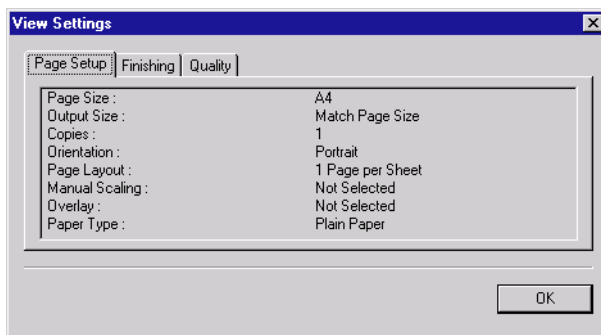 View Settings
Page Setup Finishing Quality
Page Size : A4
Output Size : Match Page Size
Copies : 1
Orientation : Portrait
Page Layout : 1 Page per Sheet
Manual Scaling : Not Selected
Overlay : Not Selected
Paper Type : Plain Paper
OK